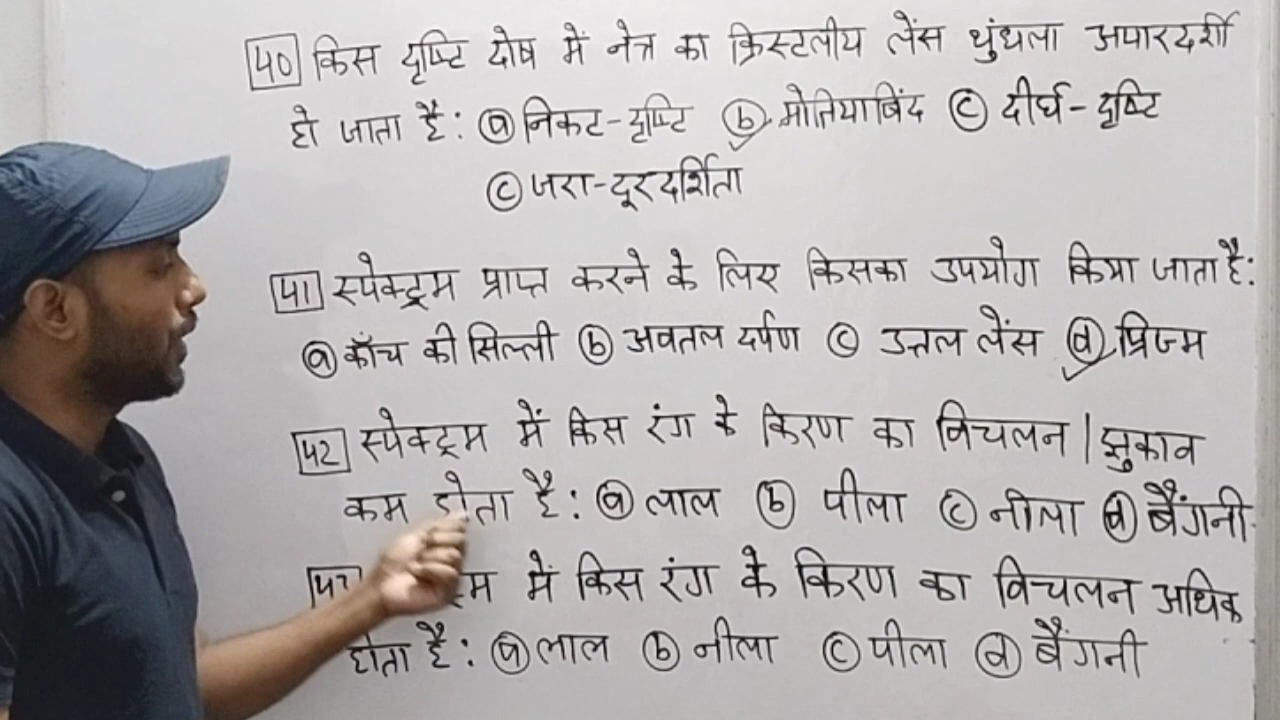 40 किस दृष्टि दोष में नेत्र का क्रिस्टलीय लेंस धुंधला अपारदर्शी
हो जाता है: (a) निकट-दृष्टि (b) मोतियाबिंद (c) दीर्घ-दृष्टि
(c) जरा-दूरदर्शिता
41 स्पेक्ट्रम प्राप्त करने के लिए किसका उपयोग किया जाता है:
(a) काँच की सिल्ली (b) अवतल दर्पण (c) उत्तल लेंस (d) प्रिज्म
42 स्पेक्ट्रम में किस रंग के किरण का विचलन | झुकाव
कम होता है: (a) लाल (b) पीला (c) नीला (d) बैंगनी
में किस रंग के किरण का विचलन अधिक
होता है: (a) लाल (b) नीला (c) पीला (d) बैंगनी